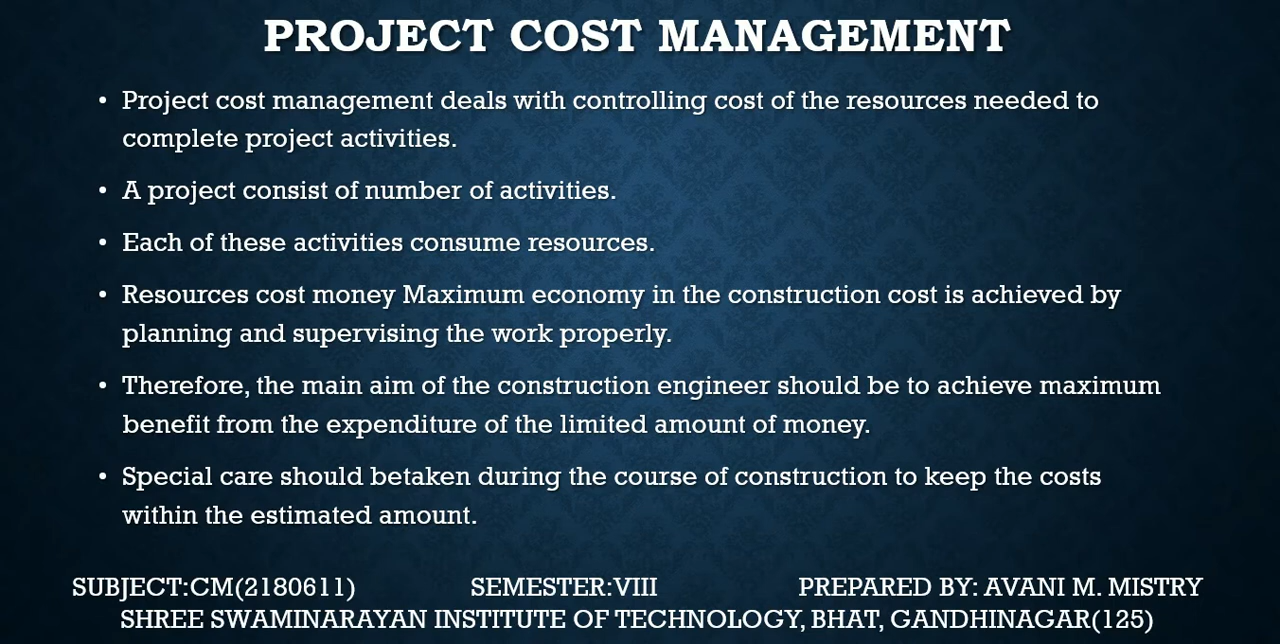 PROJECT COST MANAGEMENT
• Project cost management deals with controlling cost of the resources needed to
complete project activities.
• A project consist of number of activities.
• Each of these activities consume resources.
• Resources cost money Maximum economy in the construction cost is achieved by
planning and supervising the work properly.
• Therefore, the main aim of the construction engineer should be to achieve maximum
benefit from the expenditure of the limited amount of money.
• Special care should betaken during the course of construction to keep the costs
within the estimated amount.
SUBJECT:CM(2180611) SEMESTER:VIII PREPARED BY: AVANI M. MISTRY
SHREE SWAMINARAYAN INSTITUTE OF TECHNOLOGY, BHAT, GANDHINAGAR(125)